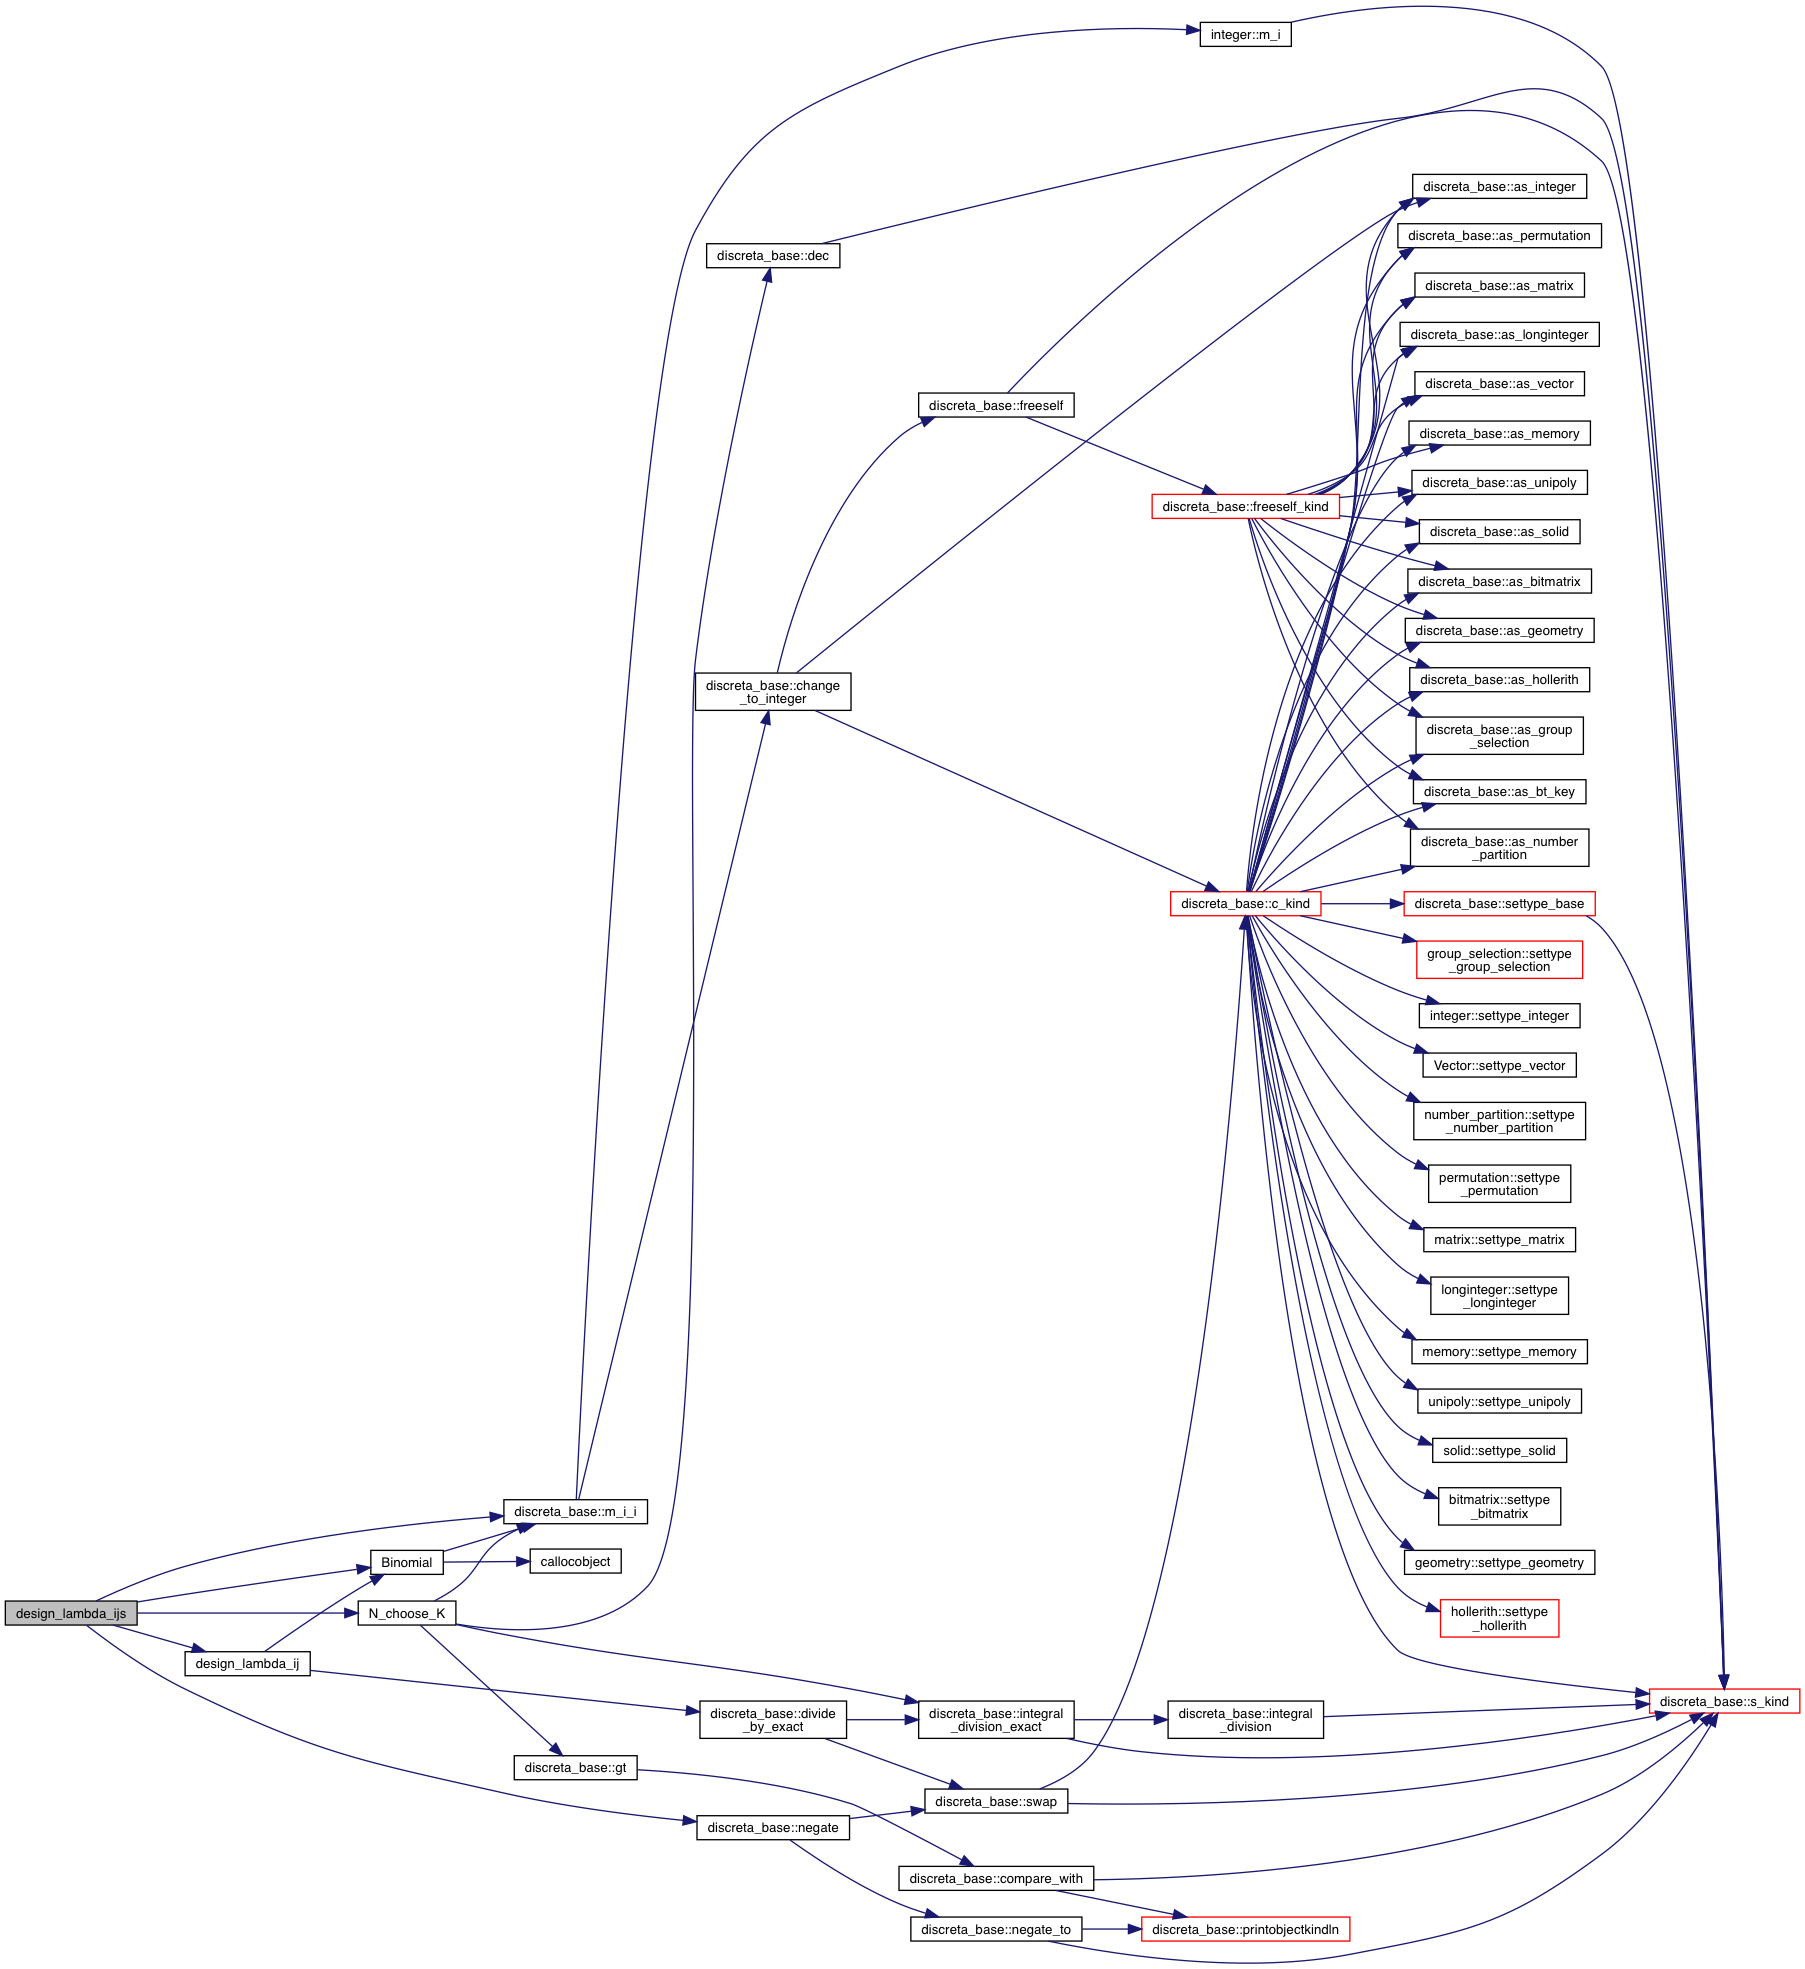 integer::m_i
discreta_base::as_integer
discreta_base::as_permutation
discreta_base::dec
discreta_base::as_matrix
discreta_base::as_longinteger
discreta_base::as_vector
discreta_base::freeself
discreta_base::as_memory
discreta_base::as_unipoly
discreta_base::freeself_kind
discreta_base::as_solid
discreta_base::as_bitmatrix
discreta_base::as_geometry
discreta_base::as_hollerith
discreta_base::change
_to_integer
discreta_base::as_group
_selection
discreta_base::as_bt_key
discreta_base::as_number
_partition
discreta_base::c_kind
discreta_base::settype_base
group_selection::settype
_group_selection
integer::settype_integer
Vector::settype_vector
number_partition::settype
_number_partition
permutation::settype
_permutation
matrix::settype_matrix
longinteger::settype
_longinteger
memory::settype_memory
unipoly::settype_unipoly
solid::settype_solid
bitmatrix::settype
_bitmatrix
discreta_base::m_i_i
Binomial
callocobject
geometry::settype_geometry
design_lambda_ijs
N_choose_K
hollerith::settype
_hollerith
design_lambda_ij
discreta_base::s_kind
discreta_base::divide
_by_exact
discreta_base::integral
_division_exact
discreta_base::integral
_division
discreta_base::gt
discreta_base::swap
discreta_base::negate
discreta_base::compare_with
discreta_base::negate_to
discreta_base::printobjectkindln